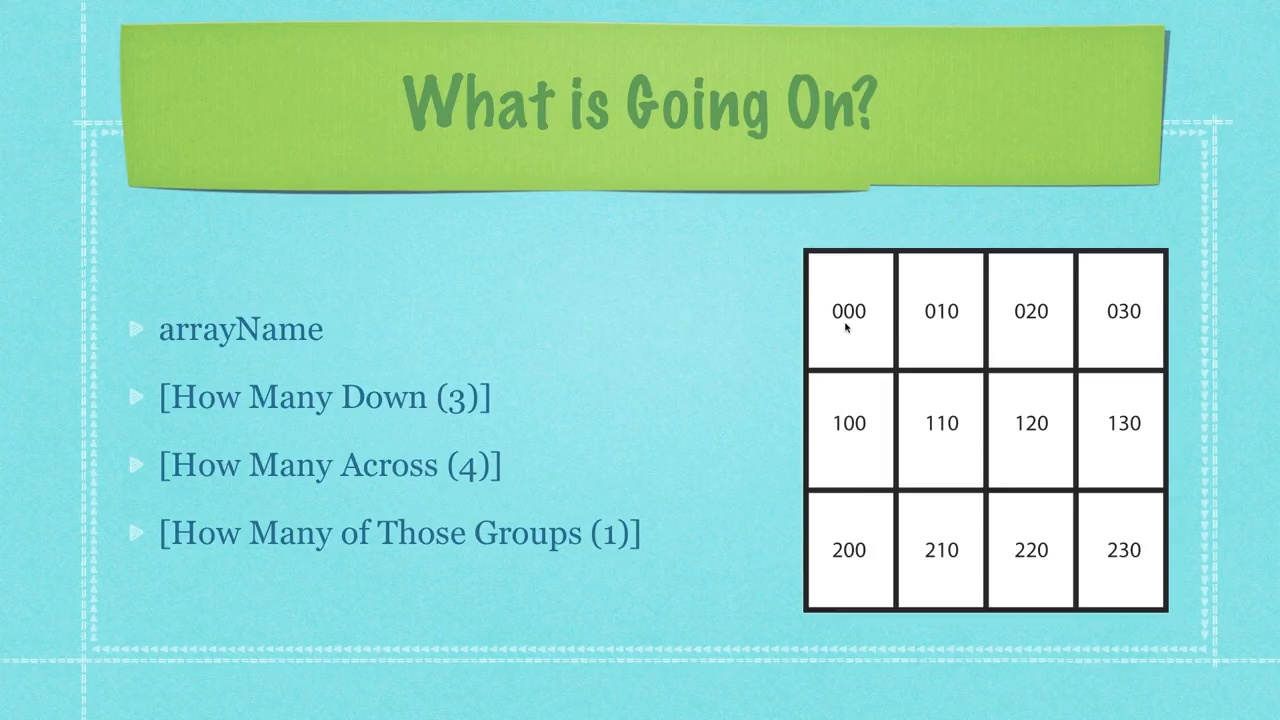 What is Going On?
arrayName
[How Many Down (3)]
[How Many Across (4)]
[How Many of Those Groups (1)]
000 010 020 030
100 110 120 130
200 210 220 230